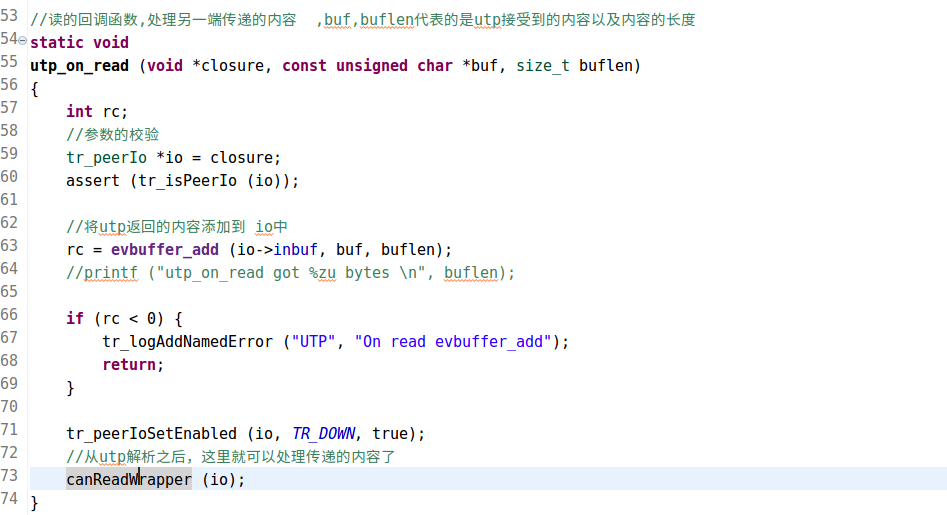 53 //读的回调函数,处理另一端传递的内容  ,buf,buflen代表的是utp接受到的内容以及内容的长度
54 static void
55 utp_on_read (void *closure, const unsigned char *buf, size_t buflen)
56 {
57     int rc;
58     //参数的校验
59     tr_peerIo *io = closure;
60     assert (tr_isPeerIo (io));
61
62     //将utp返回的内容添加到 io中
63     rc = evbuffer_add (io->inbuf, buf, buflen);
64     //printf ("utp_on_read got %zu bytes \n", buflen);
65
66     if (rc < 0) {
67         tr_logAddNamedError ("UTP", "On read evbuffer_add");
68         return;
69     }
70
71     tr_peerIoSetEnabled (io, TR_DOWN, true);
72     //从utp解析之后，这里就可以处理传递的内容了
73     canReadWrapper (io);
74 }